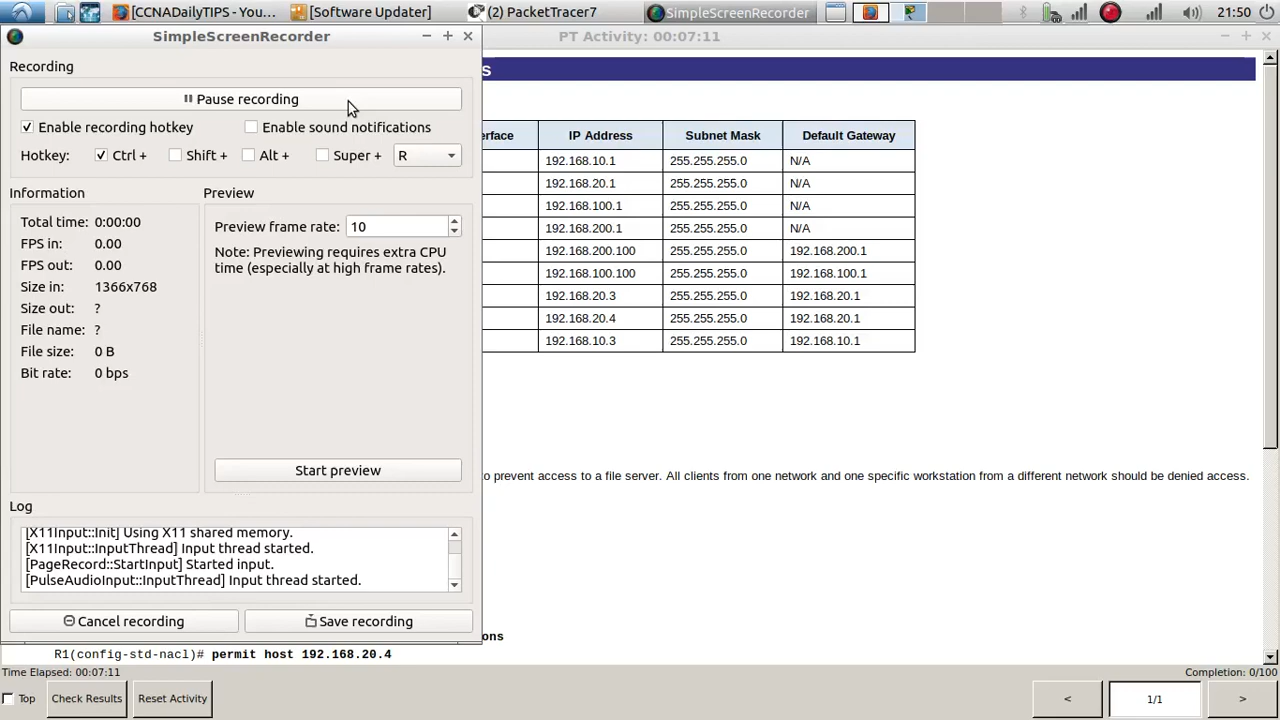 [CCNADailyTIPS - You... [Software Updater] (2) PacketTracer7 SimpleScreenRecorder 21:50
SimpleScreenRecorder
PT Activity: 00:07:11
Recording
s
Pause recording
Enable recording hotkey Enable sound notifications
Hotkey: Ctrl + Shift + Alt + Super + R
Information
Total time: 0:00:00
FPS in: 0.00
FPS out: 0.00
Size in: 1366x768
Size out: ?
File name: ?
File size: 0 B
Bit rate: 0 bps
Preview
Preview frame rate: 10
Note: Previewing requires extra CPU
time (especially at high frame rates).
Start preview
Log
[X11Input::Init] Using X11 shared memory.
[X11Input::InputThread] Input thread started.
[PageRecord::StartInput] Started input.
[PulseAudioInput::InputThread] Input thread started.
Cancel recording Save recording
erface IP Address Subnet Mask Default Gateway
192.168.10.1 255.255.255.0 N/A
192.168.20.1 255.255.255.0 N/A
192.168.100.1 255.255.255.0 N/A
192.168.200.1 255.255.255.0 N/A
192.168.200.100 255.255.255.0 192.168.200.1
192.168.100.100 255.255.255.0 192.168.100.1
192.168.20.3 255.255.255.0 192.168.20.1
192.168.20.4 255.255.255.0 192.168.20.1
192.168.10.3 255.255.255.0 192.168.10.1
o prevent access to a file server. All clients from one network and one specific workstation from a different network should be denied access.
ons
R1(config-std-nacl)# permit host 192.168.20.4
Time Elapsed: 00:07:11 Completion: 0/100
Top Check Results Reset Activity < 1/1 >